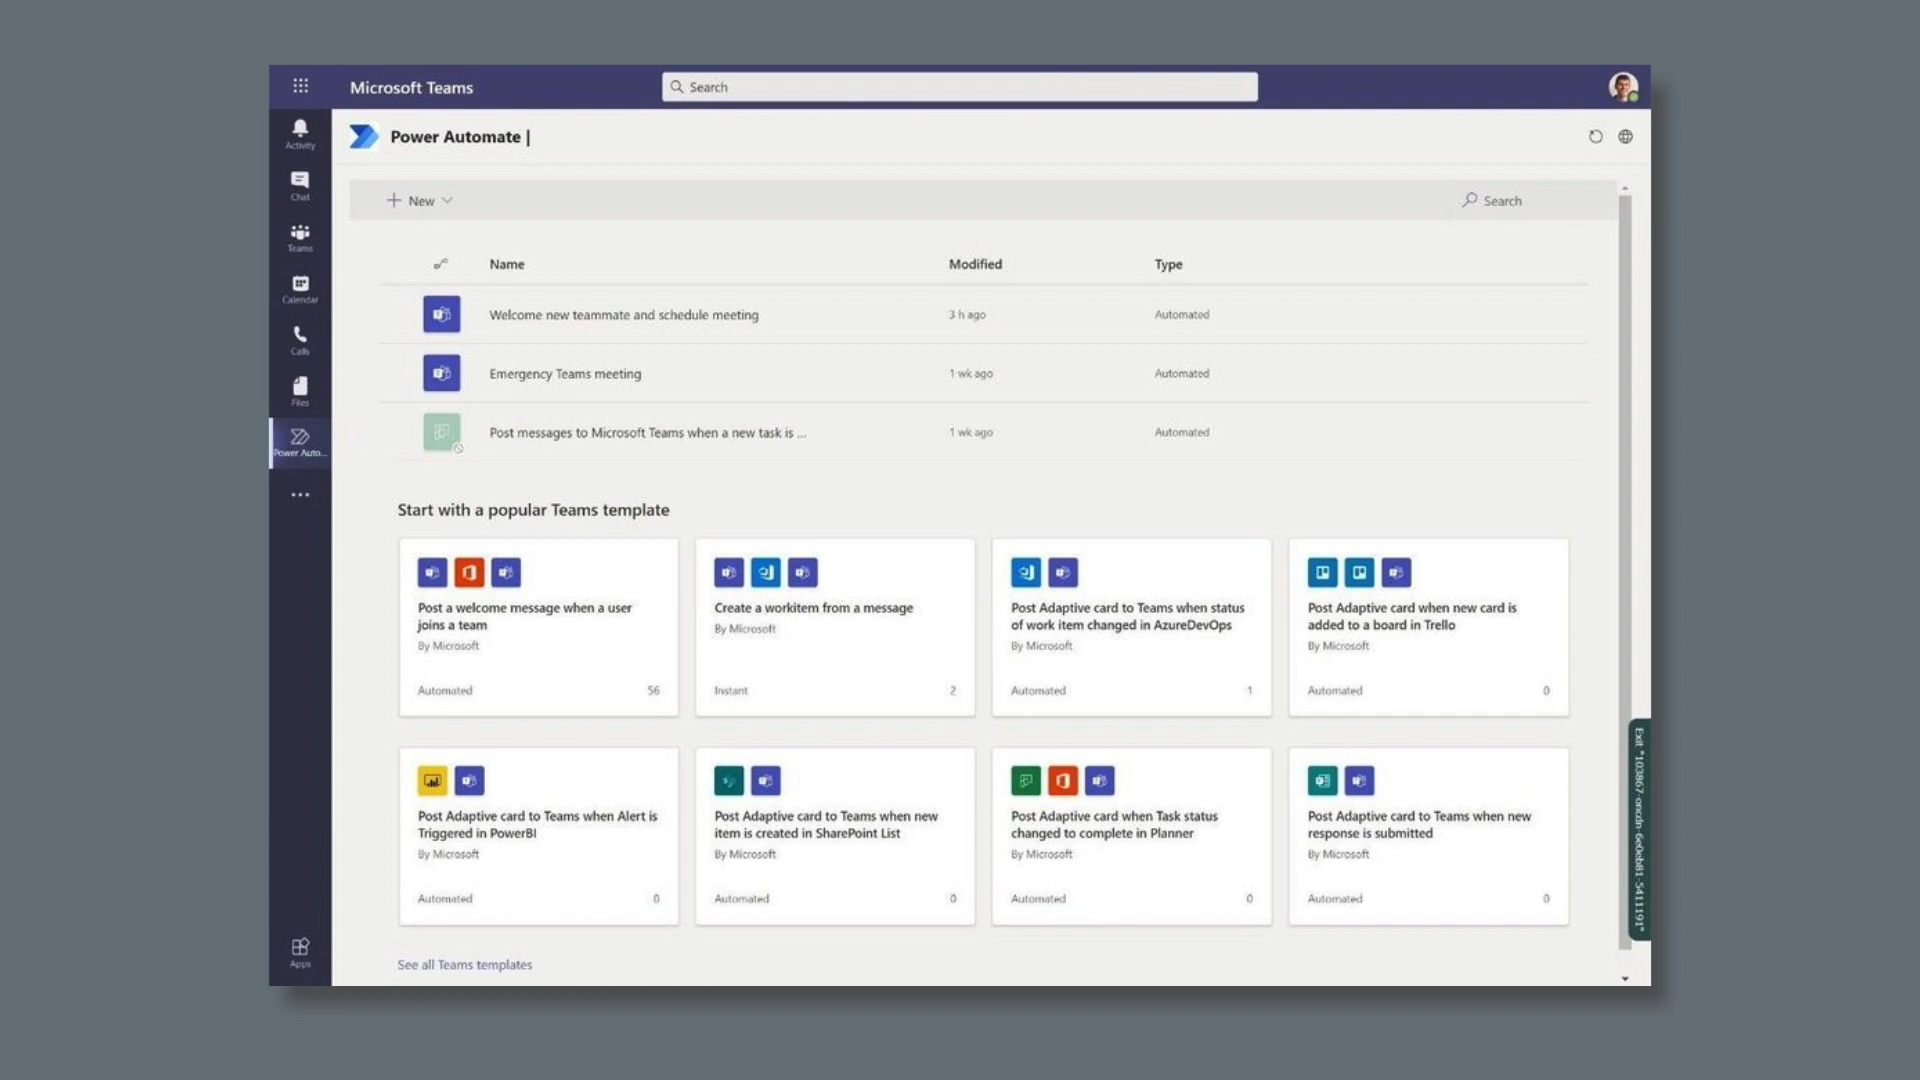 Microsoft Teams
Search
Activity
Chat
Teams
Calendar
Calls
Files
Power Auto...
Apps
Power Automate |
New
Search
Name Modified Type
Welcome new teammate and schedule meeting 3 h ago Automated
Emergency Teams meeting 1 wk ago Automated
Post messages to Microsoft Teams when a new task is ... 1 wk ago Automated
Start with a popular Teams template
Post a welcome message when a user
joins a team
By Microsoft
Automated 56
Create a workitem from a message
By Microsoft
Instant 2
Post Adaptive card to Teams when status
of work item changed in AzureDevOps
By Microsoft
Automated 1
Post Adaptive card when new card is
added to a board in Trello
By Microsoft
Automated 0
Post Adaptive card to Teams when Alert is
Triggered in PowerBI
By Microsoft
Automated 0
Post Adaptive card to Teams when new
item is created in SharePoint List
By Microsoft
Automated 0
Post Adaptive card when Task status
changed to complete in Planner
By Microsoft
Automated 0
Post Adaptive card to Teams when new
response is submitted
By Microsoft
Automated 0
See all Teams templates
Exit